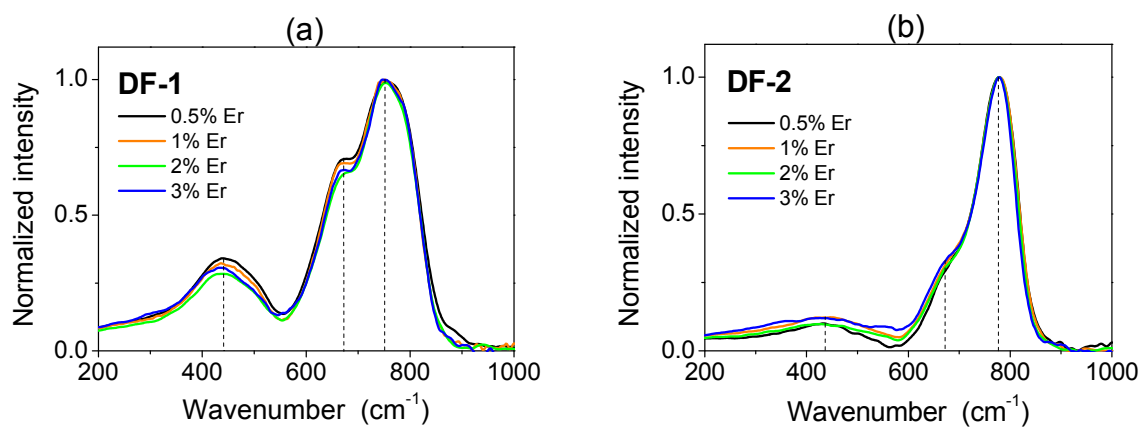 (a)
DF-1
0.5% Er
1% Er
2% Er
3% Er
Normalized intensity
1.0
0.5
0.0
200 400 600 800 1000
Wavenumber (cm⁻¹)
(b)
DF-2
0.5% Er
1% Er
2% Er
3% Er
Normalized intensity
1.0
0.5
0.0
200 400 600 800 1000
Wavenumber (cm⁻¹)